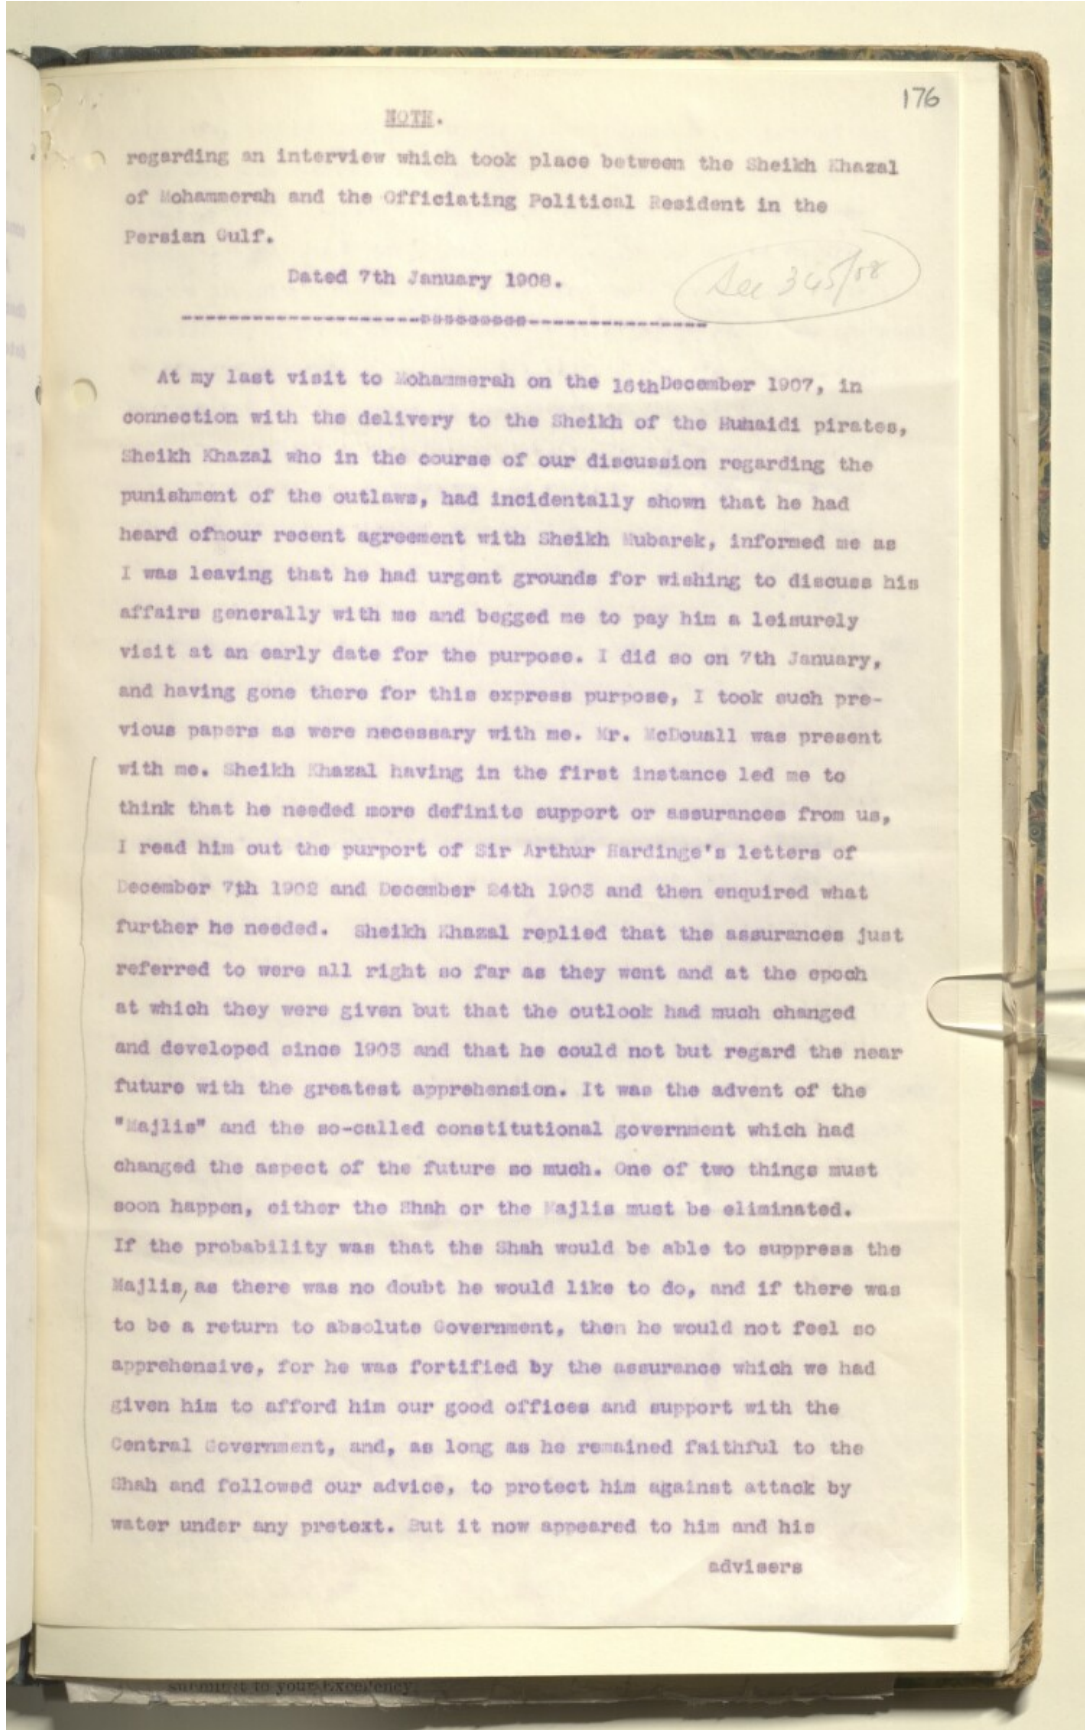 176
NOTE.
regarding an interview which took place between the Sheikh Khazal
of Mohammerah and the Officiating Political Resident in the
Persian Gulf.
Dated 7th January 1908.
See 345/08
At my last visit to Mohammerah on the 16thDecember 1907, in
connection with the delivery to the Sheikh of the Huhaidi pirates,
Sheikh Khazal who in the course of our discussion regarding the
punishment of the outlaws, had incidentally shown that he had
heard ofnour recent agreement with Sheikh Mubarek, informed me as
I was leaving that he had urgent grounds for wishing to discuss his
affairs generally with me and begged me to pay him a leisurely
visit at an early date for the purpose. I did so on 7th January,
and having gone there for this express purpose, I took such pre-
vious papers as were necessary with me. Mr. McDouall was present
with me. Sheikh Khazal having in the first instance led me to
think that he needed more definite support or assurances from us,
I read him out the purport of Sir Arthur Hardinge's letters of
December 7th 1902 and December 24th 1903 and then enquired what
further he needed. Sheikh Khazal replied that the assurances just
referred to were all right so far as they went and at the epoch
at which they were given but that the outlook had much changed
and developed since 1903 and that he could not but regard the near
future with the greatest apprehension. It was the advent of the
"Majlis" and the so-called constitutional government which had
changed the aspect of the future so much. One of two things must
soon happen, either the Shah or the Majlis must be eliminated.
If the probability was that the Shah would be able to suppress the
Majlis, as there was no doubt he would like to do, and if there was
to be a return to absolute Government, then he would not feel so
apprehensive, for he was fortified by the assurance which we had
given him to afford him our good offices and support with the
Central Government, and, as long as he remained faithful to the
Shah and followed our advice, to protect him against attack by
water under any pretext. But it now appeared to him and his
advisers
submit to your Excellency.